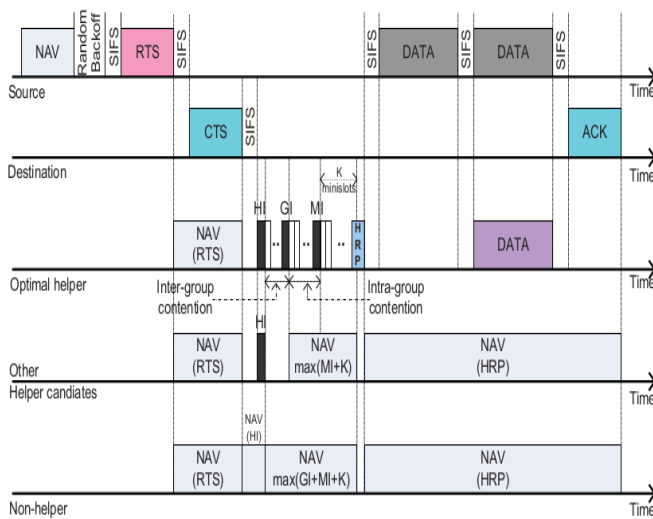 NAV
Random
Backoff
SIFS
RTS
SIFS
SIFS
DATA
SIFS
DATA
SIFS
Source
Time
CTS
SIFS
ACK
Destination
Time
K
minislots
NAV
(RTS)
HI
GI
MI
..
..
..
H
R
P
DATA
Optimal helper
Time
Inter-group
contention
Intra-group
contention
NAV
(RTS)
HI
NAV
max(MI+K)
NAV
(HRP)
Other
Helper candiates
Time
NAV
(HI)
NAV
(RTS)
NAV
max(GI+MI+K)
NAV
(HRP)
Non-helper
Time